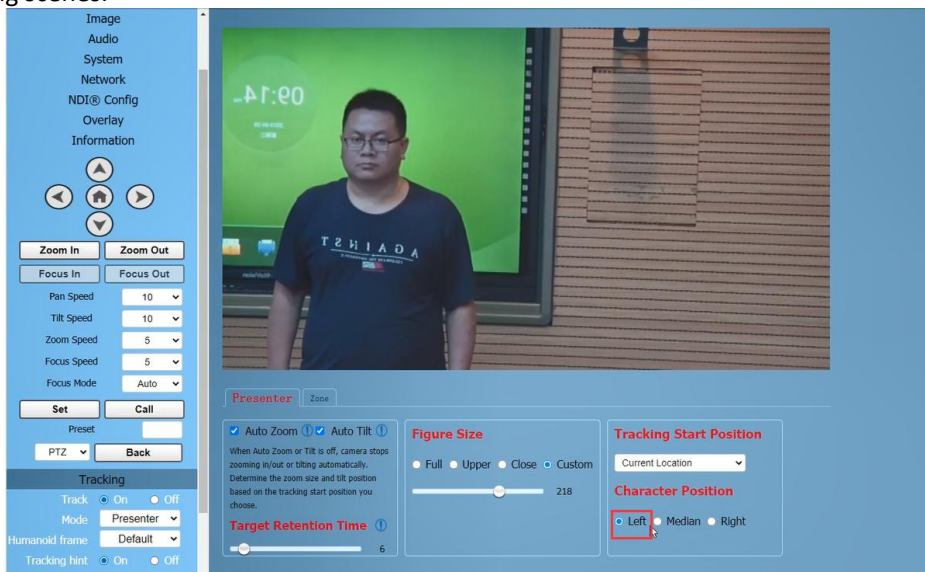 ng scenes.
Image
Audio
System
Network
NDI® Config
Overlay
Information
Zoom In Zoom Out
Focus In Focus Out
Pan Speed 10
Tilt Speed 10
Zoom Speed 5
Focus Speed 5
Focus Mode Auto
Set Call
Preset
PTZ Back
Tracking
Track On Off
Mode Presenter
Humanoid frame Default
Tracking hint On Off
09:14
AGAINST
Presenter Zone
Auto Zoom Auto Tilt
When Auto Zoom or Tilt is off, camera stops
zooming in/out or tilting automatically.
Determine the zoom size and tilt position
based on the tracking start position you
choose.
Target Retention Time
6
Figure Size
Full Upper Close Custom
218
Tracking Start Position
Current Location
Character Position
Left Median Right